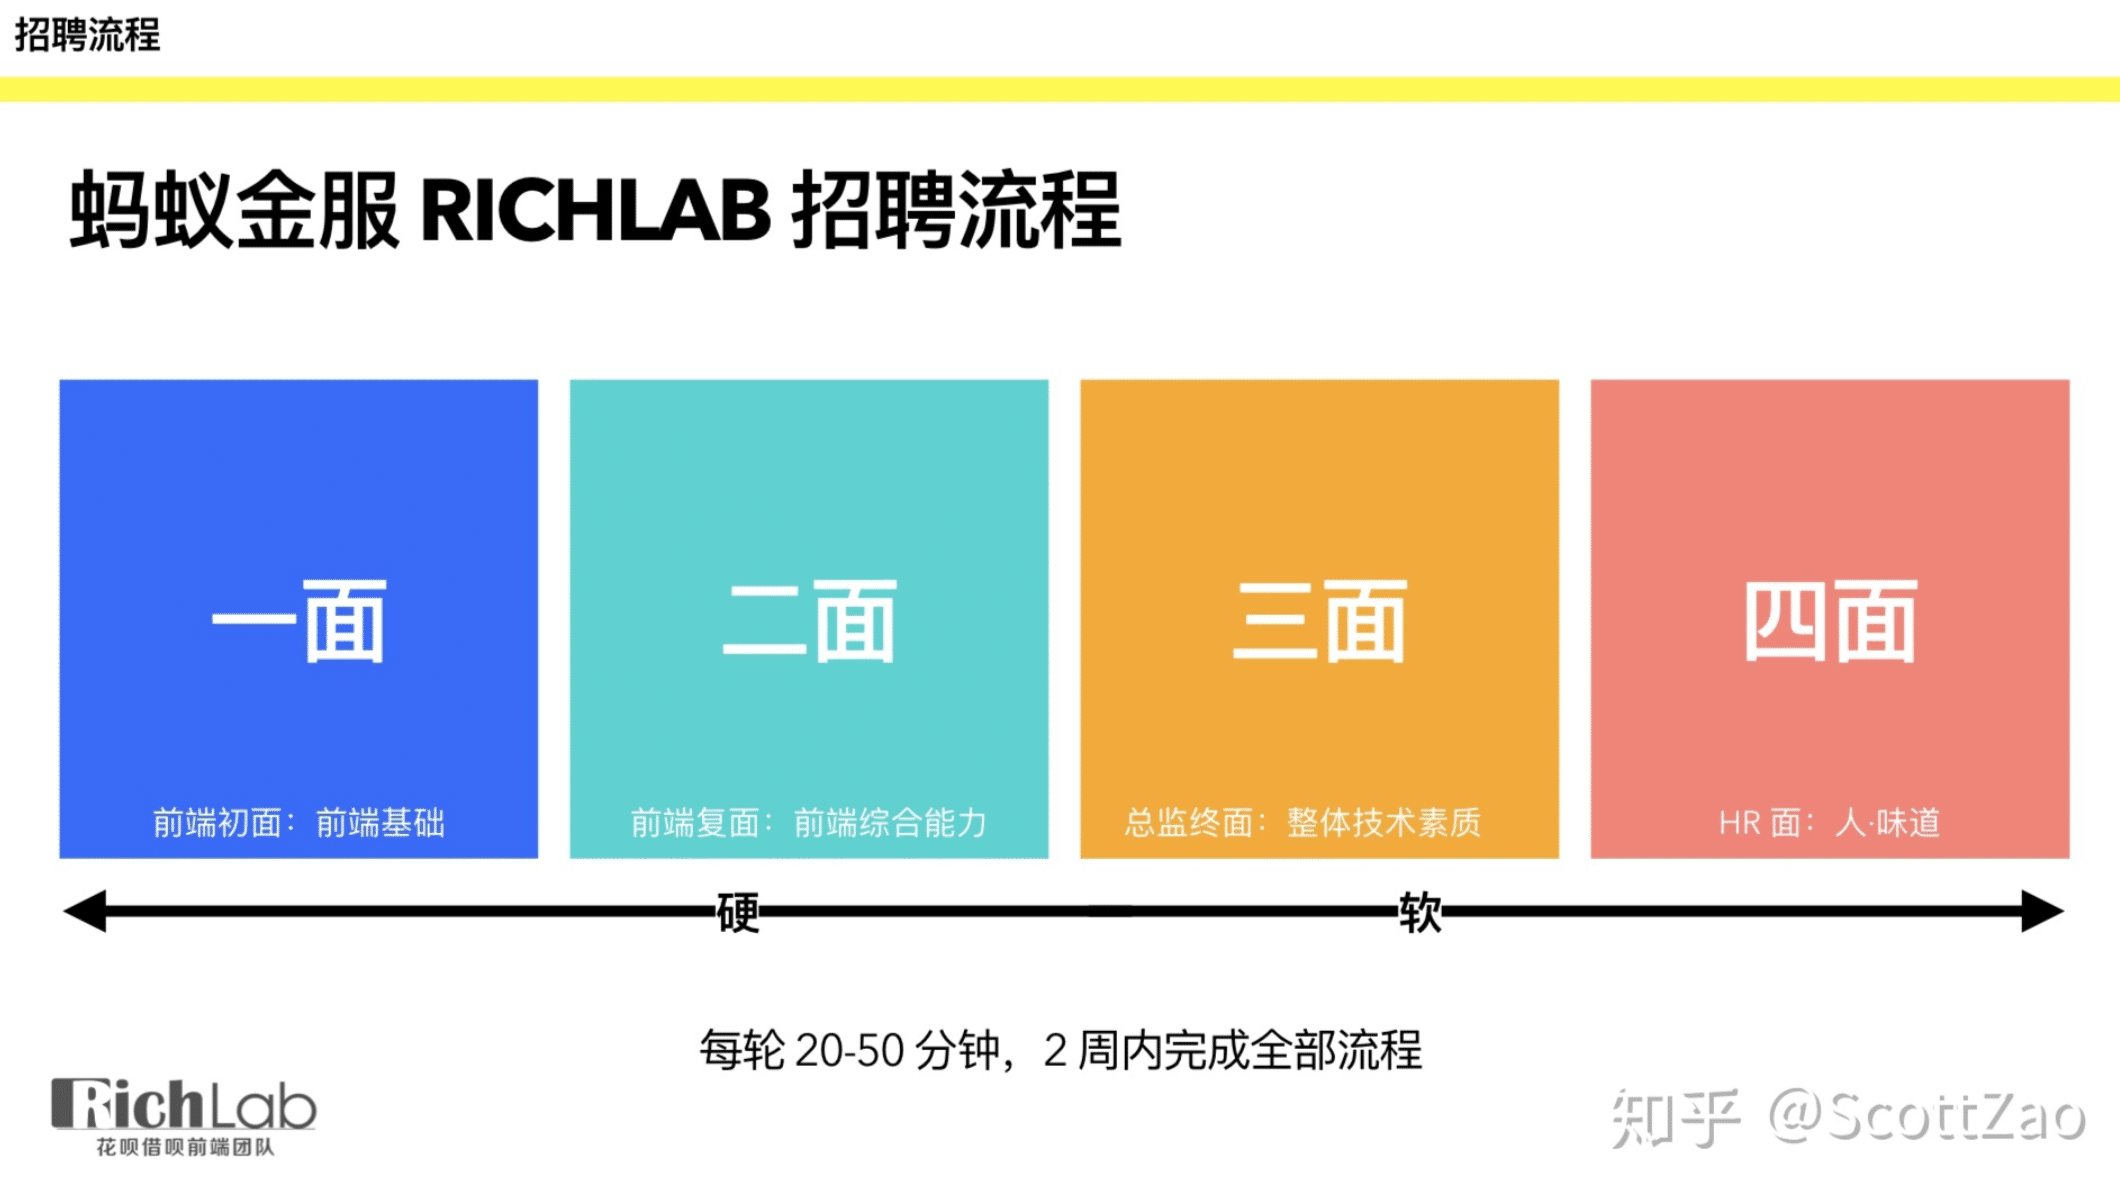 招聘流程
蚂蚁金服 RICHLAB 招聘流程
一面
前端初面：前端基础
二面
前端复面：前端综合能力
三面
总监终面：整体技术素质
四面
HR 面：人·味道
硬
软
每轮 20-50 分钟，2 周内完成全部流程
RichLab
花呗借呗前端团队
知乎 @ScottZao